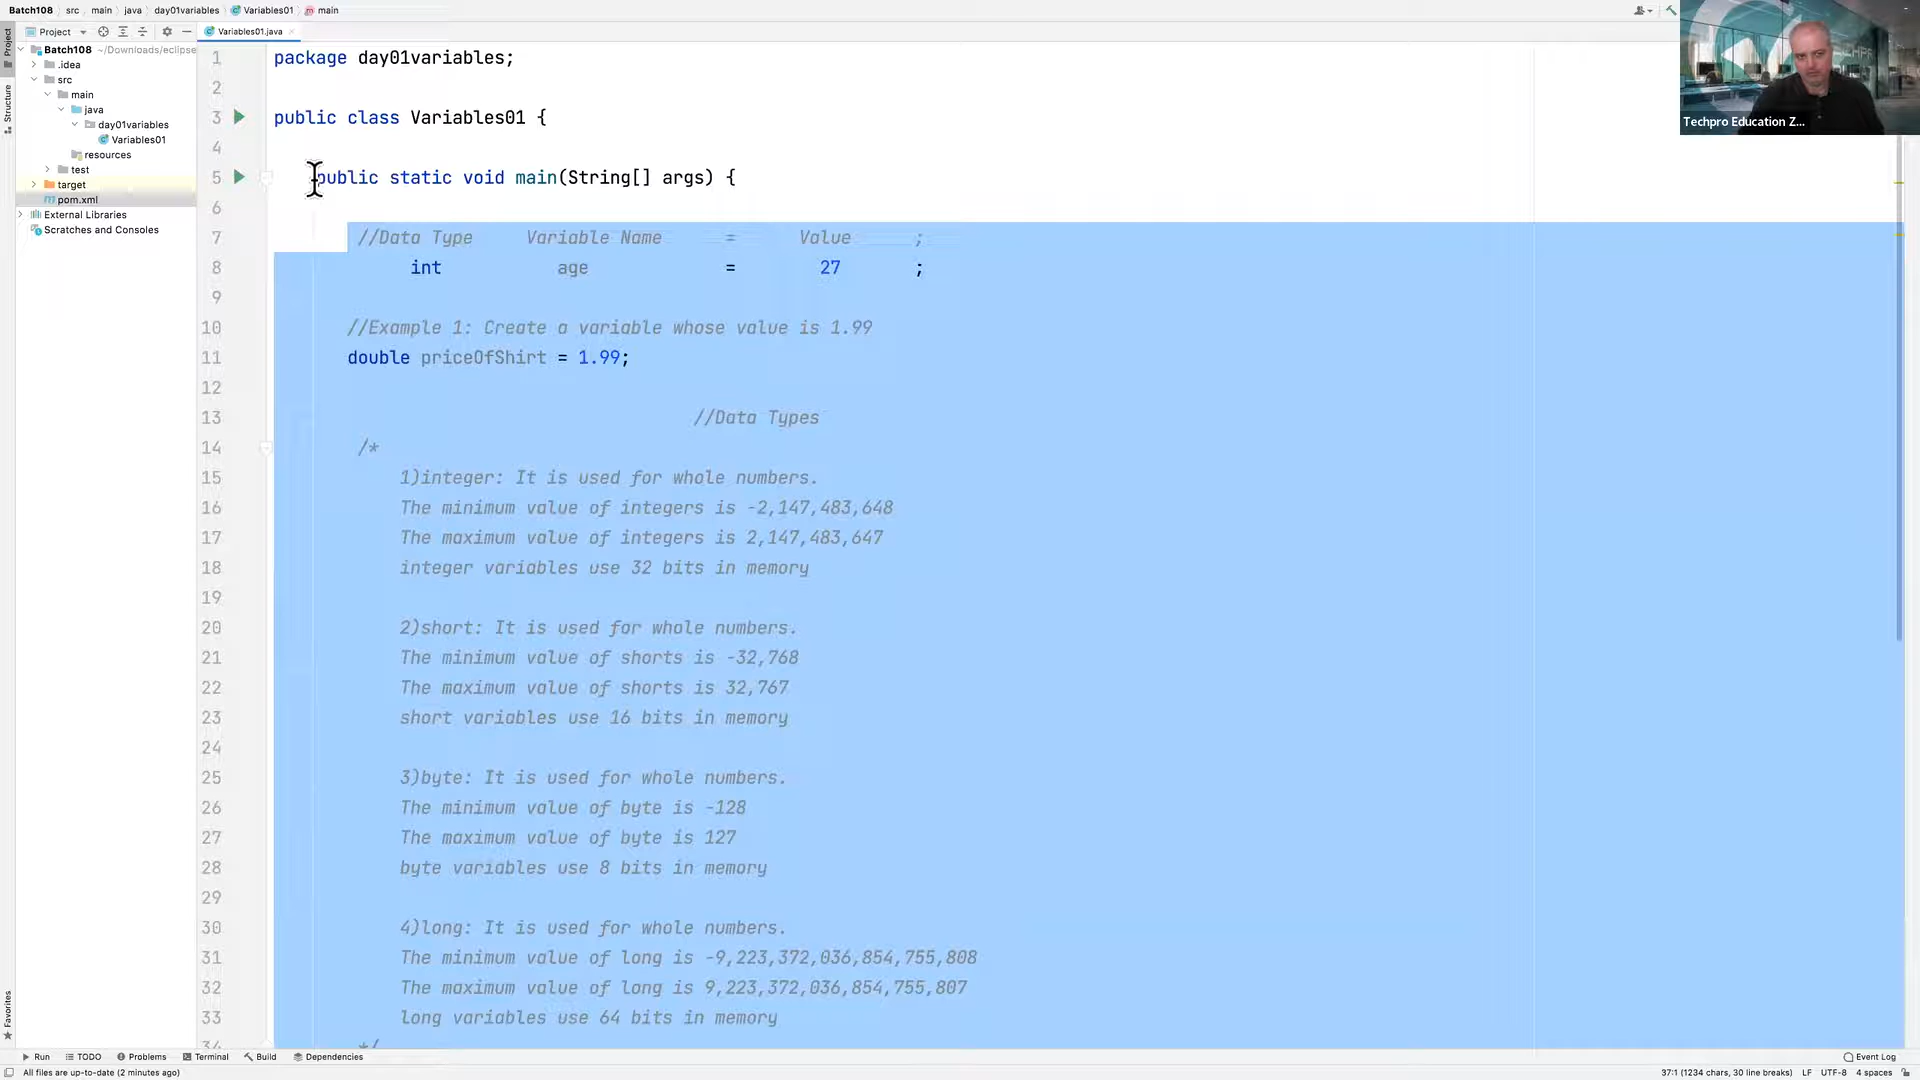 Batch108 src main java day01variables Variables01 main
Project
Variables01.java
Project
Structure
Favorites
Batch108 ~/Downloads/eclipse
.idea
src
main
java
day01variables
Variables01
resources
test
target
pom.xml
External Libraries
Scratches and Consoles
1 package day01variables;
2
3 public class Variables01 {
4
5 public static void main(String[] args) {
6
7 //Data Type Variable Name = Value ;
8 int age = 27 ;
9
10 //Example 1: Create a variable whose value is 1.99
11 double priceOfShirt = 1.99;
12
13 //Data Types
14 /*
15 1)integer: It is used for whole numbers.
16 The minimum value of integers is -2,147,483,648
17 The maximum value of integers is 2,147,483,647
18 integer variables use 32 bits in memory
19
20 2)short: It is used for whole numbers.
21 The minimum value of shorts is -32,768
22 The maximum value of shorts is 32,767
23 short variables use 16 bits in memory
24
25 3)byte: It is used for whole numbers.
26 The minimum value of byte is -128
27 The maximum value of byte is 127
28 byte variables use 8 bits in memory
29
30 4)long: It is used for whole numbers.
31 The minimum value of long is -9,223,372,036,854,755,808
32 The maximum value of long is 9,223,372,036,854,755,807
33 long variables use 64 bits in memory
34 */
Techpro Education Z...
Run TODO Problems Terminal Build Dependencies Event Log
All files are up-to-date (2 minutes ago) 37:1 (1234 chars, 30 line breaks) LF UTF-8 4 spaces